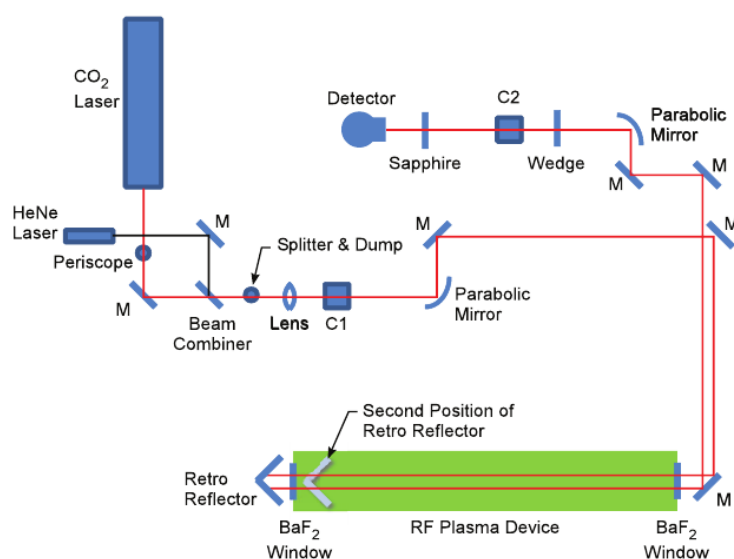 CO2
Laser
Detector
C2
Parabolic
Mirror
Sapphire
Wedge
M
M
HeNe
Laser
M
M
M
Splitter & Dump
Periscope
M
Beam
Combiner
Lens
C1
Parabolic
Mirror
Second Position of
Retro Reflector
Retro
Reflector
M
BaF2
Window
RF Plasma Device
BaF2
Window